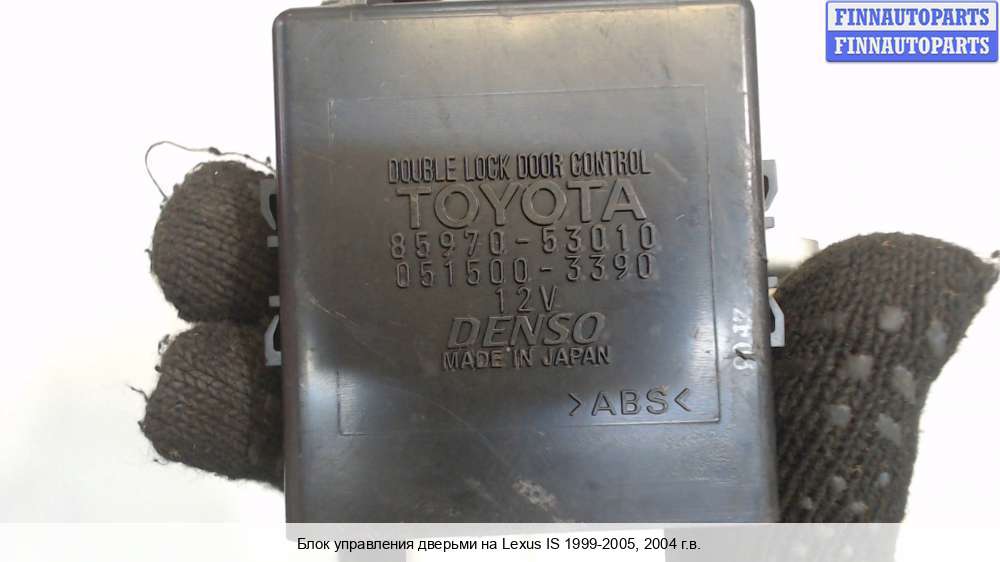 FINNAUTOPARTS
FINNAUTOPARTS
DOUBLE LOCK DOOR CONTROL
TOYOTA
85970-53010
051500-3390
12V
DENSO
MADE IN JAPAN
>ABS<
Блок управления дверьми на Lexus IS 1999-2005, 2004 г.в.